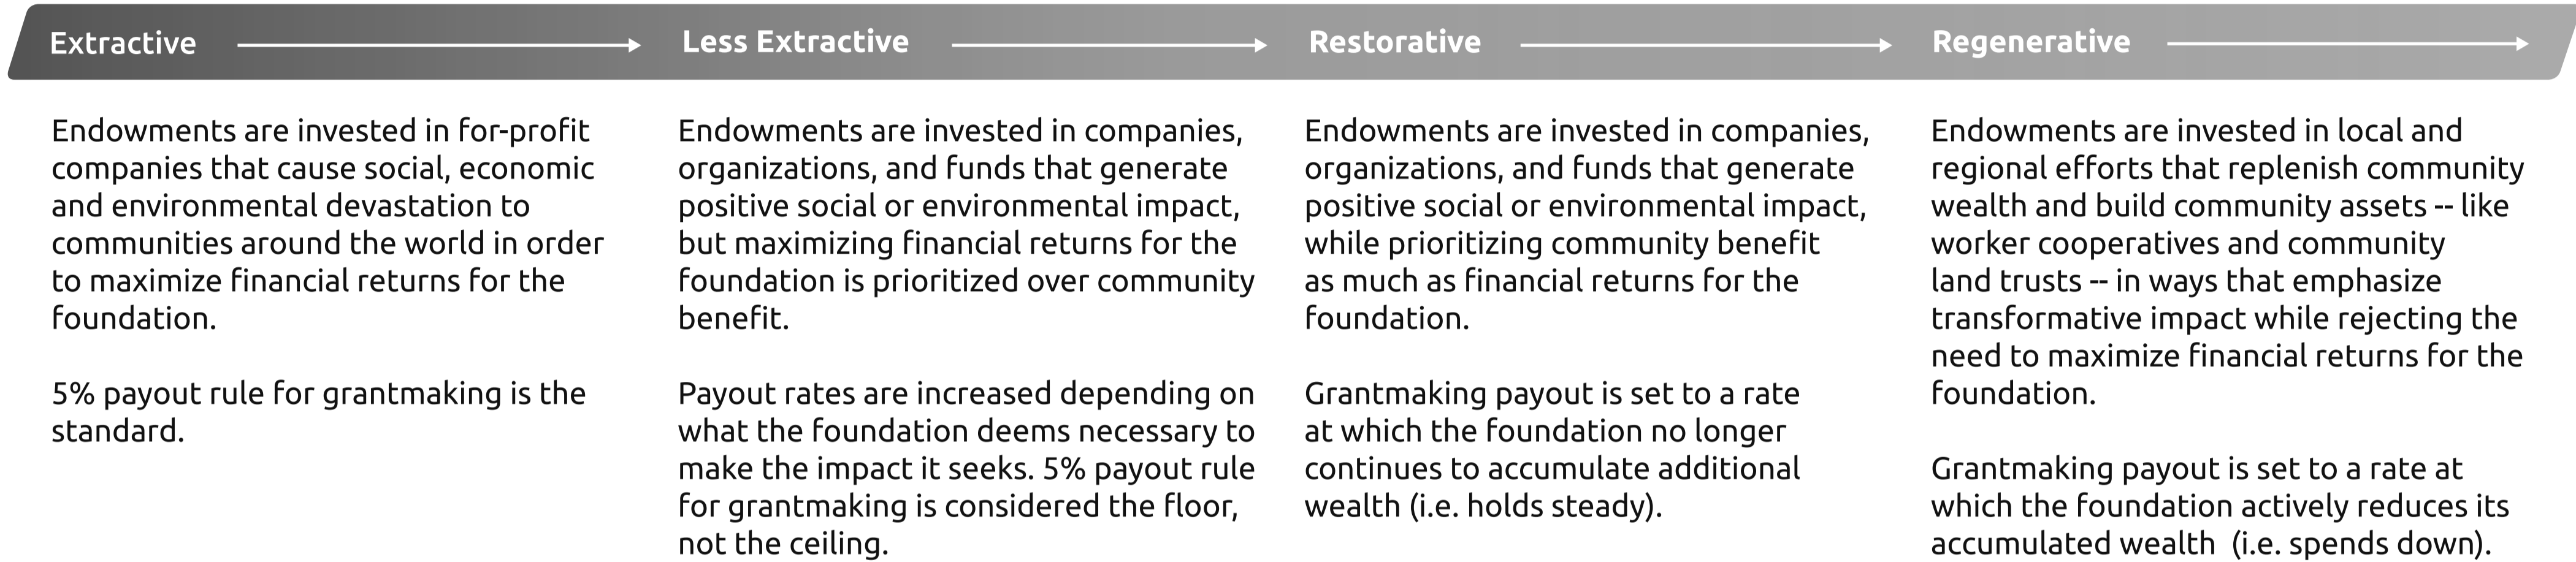 Extractive
Less Extractive
Restorative
Regenerative
Endowments are invested in for-profit
companies that cause social, economic
and environmental devastation to
communities around the world in order
to maximize financial returns for the
foundation.
5% payout rule for grantmaking is the
standard.
Endowments are invested in companies,
organizations, and funds that generate
positive social or environmental impact,
but maximizing financial returns for the
foundation is prioritized over community
benefit.
Payout rates are increased depending on
what the foundation deems necessary to
make the impact it seeks. 5% payout rule
for grantmaking is considered the floor,
not the ceiling.
Endowments are invested in companies,
organizations, and funds that generate
positive social or environmental impact,
while prioritizing community benefit
as much as financial returns for the
foundation.
Grantmaking payout is set to a rate
at which the foundation no longer
continues to accumulate additional
wealth (i.e. holds steady).
Endowments are invested in local and
regional efforts that replenish community
wealth and build community assets -- like
worker cooperatives and community
land trusts -- in ways that emphasize
transformative impact while rejecting the
need to maximize financial returns for the
foundation.
Grantmaking payout is set to a rate at
which the foundation actively reduces its
accumulated wealth  (i.e. spends down).